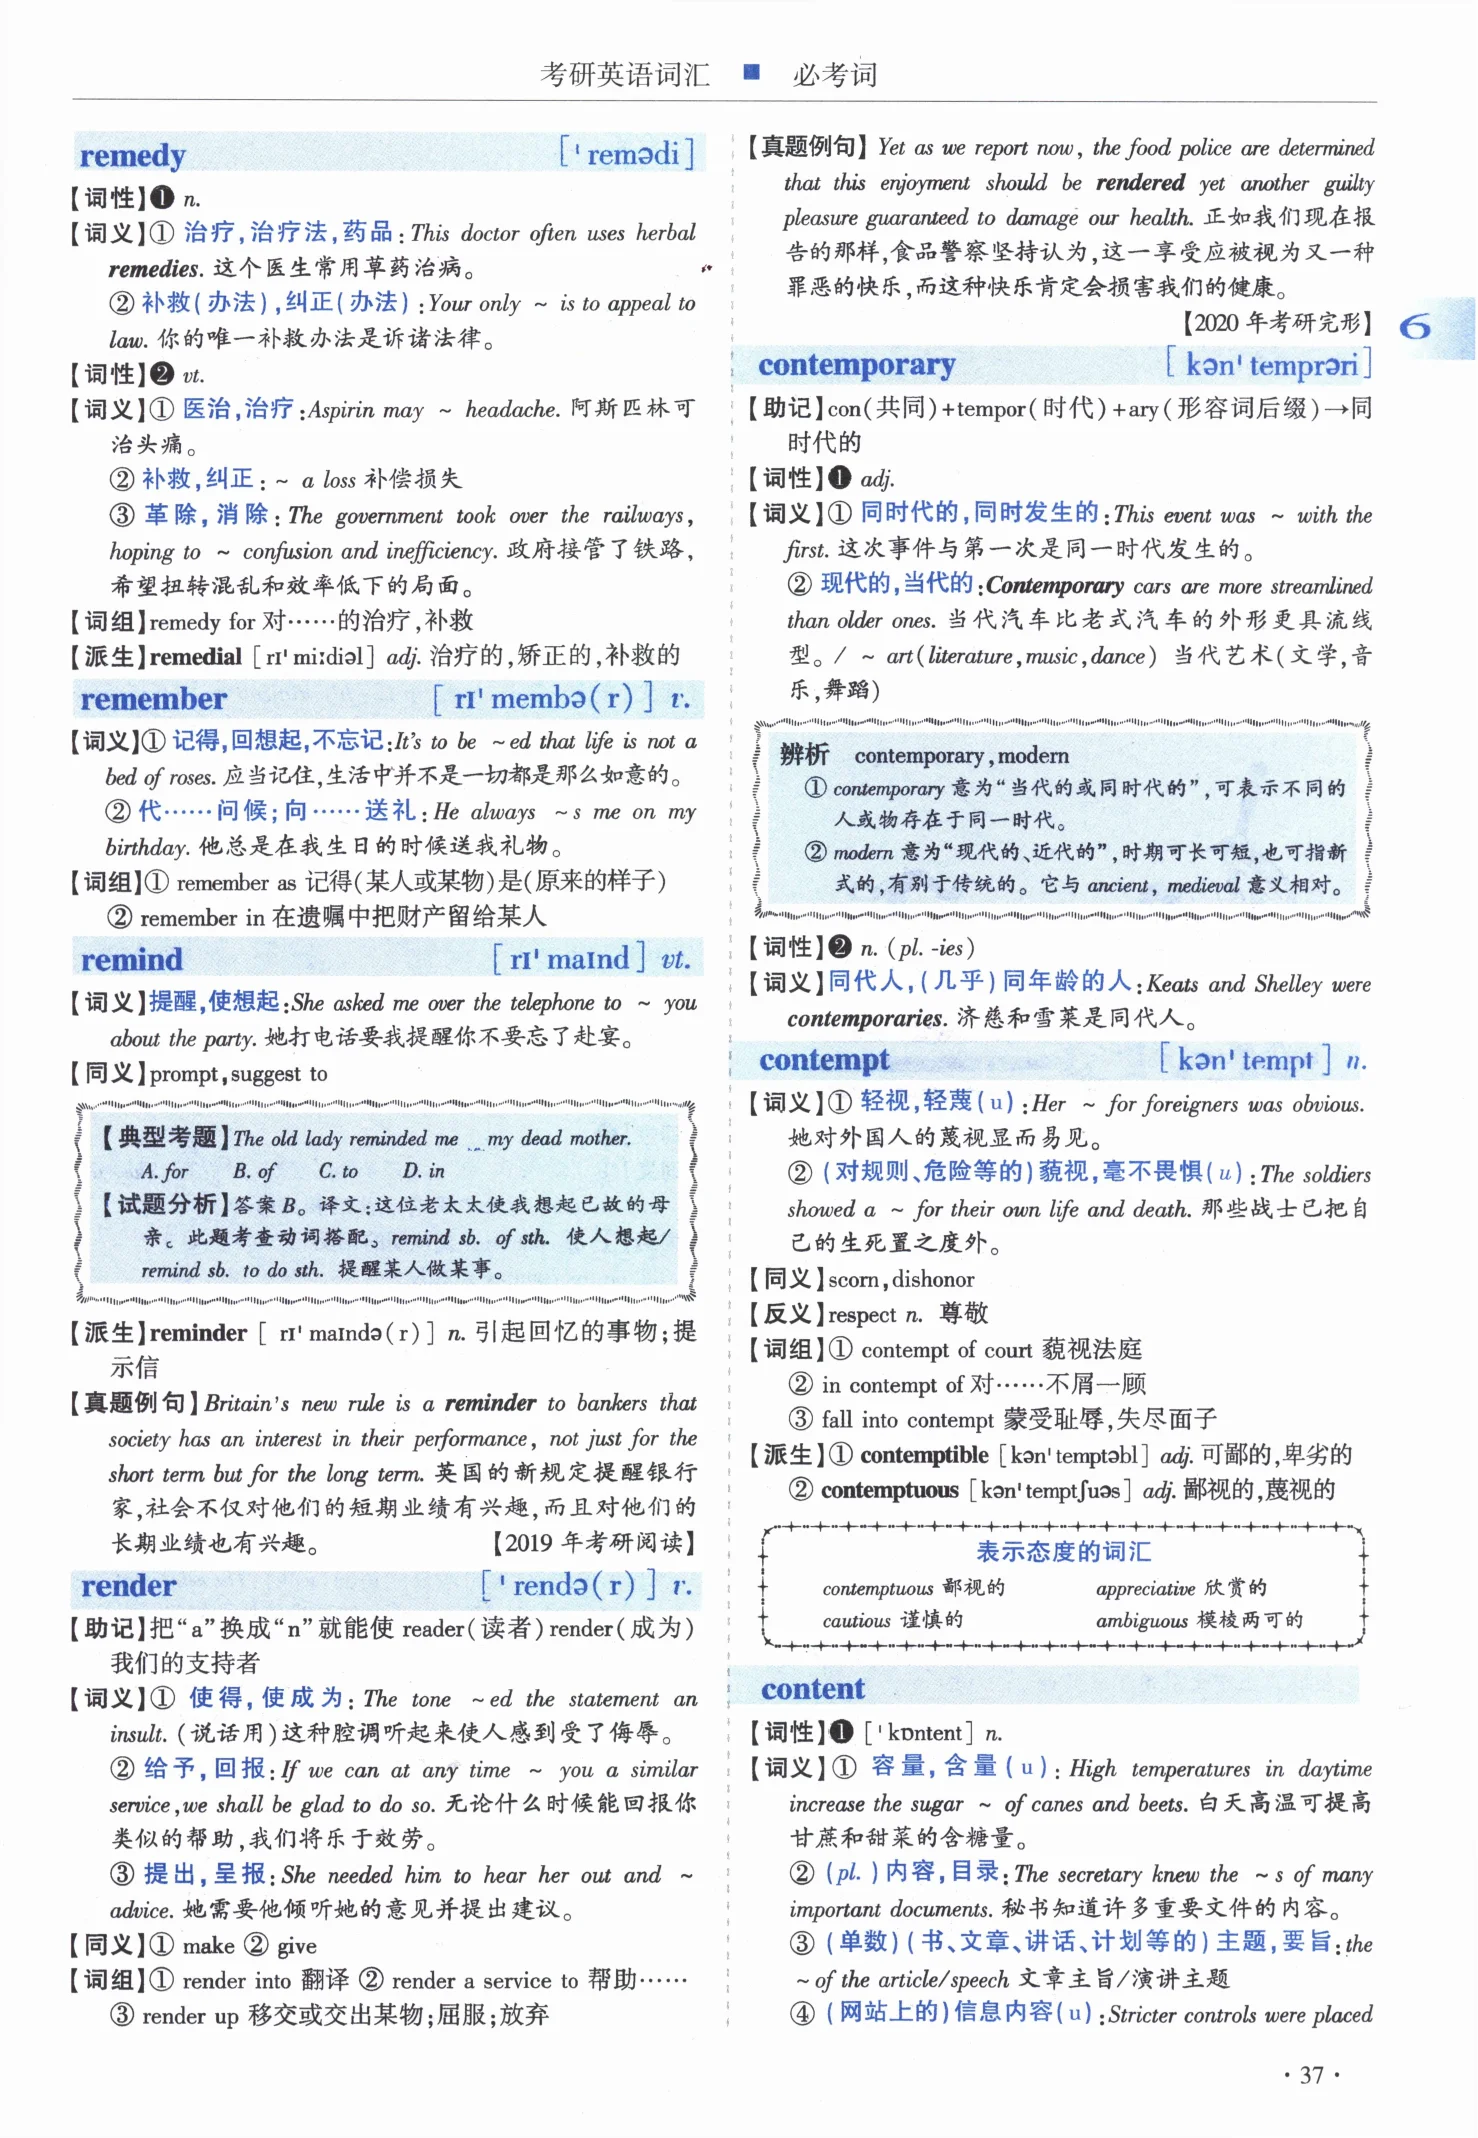 考研英语词汇 ■ 必考词
remedy [ˈremədi]
【词性】❶ n.
【词义】① 治疗,治疗法,药品:This doctor often uses herbal
remedies. 这个医生常用草药治病。
② 补救(办法),纠正(办法):Your only ~ is to appeal to
law. 你的唯一补救办法是诉诸法律。
【词性】❷ vt.
【词义】① 医治,治疗:Aspirin may ~ headache. 阿斯匹林可
治头痛。
② 补救,纠正:~ a loss 补偿损失
③ 革除,消除:The government took over the railways,
hoping to ~ confusion and inefficiency. 政府接管了铁路,
希望扭转混乱和效率低下的局面。
【词组】remedy for 对……的治疗,补救
【派生】remedial [rɪˈmiːdiəl] adj. 治疗的,矫正的,补救的
remember [rɪˈmembə(r)] v.
【词义】① 记得,回想起,不忘记:It's to be ~ed that life is not a
bed of roses. 应当记住,生活中并不是一切都是那么如意的。
② 代……问候;向……送礼:He always ~s me on my
birthday. 他总是在我生日的时候送我礼物。
【词组】① remember as 记得(某人或某物)是(原来的样子)
② remember in 在遗嘱中把财产留给某人
remind [rɪˈmaɪnd] vt.
【词义】提醒,使想起:She asked me over the telephone to ~ you
about the party. 她打电话要我提醒你不要忘了赴宴。
【同义】prompt,suggest to
【典型考题】The old lady reminded me __ my dead mother.
A. for B. of C. to D. in
【试题分析】答案 B。译文:这位老太太使我想起已故的母
亲。此题考查动词搭配。remind sb. of sth. 使人想起/
remind sb. to do sth. 提醒某人做某事。
【派生】reminder [rɪˈmaɪndə(r)] n. 引起回忆的事物;提
示信
【真题例句】Britain's new rule is a reminder to bankers that
society has an interest in their performance, not just for the
short term but for the long term. 英国的新规定提醒银行
家,社会不仅对他们的短期业绩有兴趣,而且对他们的
长期业绩也有兴趣。 【2019 年考研阅读】
render [ˈrendə(r)] v.
【助记】把“a”换成“n”就能使 reader(读者)render(成为)
我们的支持者
【词义】① 使得,使成为:The tone ~ed the statement an
insult. (说话用)这种腔调听起来使人感到受了侮辱。
② 给予,回报:If we can at any time ~ you a similar
service,we shall be glad to do so. 无论什么时候能回报你
类似的帮助,我们将乐于效劳。
③ 提出,呈报:She needed him to hear her out and ~
advice. 她需要他倾听她的意见并提出建议。
【同义】① make ② give
【词组】① render into 翻译 ② render a service to 帮助……
③ render up 移交或交出某物;屈服;放弃
【真题例句】Yet as we report now, the food police are determined
that this enjoyment should be rendered yet another guilty
pleasure guaranteed to damage our health. 正如我们现在报
告的那样,食品警察坚持认为,这一享受应被视为又一种
罪恶的快乐,而这种快乐肯定会损害我们的健康。
【2020 年考研完形】
6
contemporary [kənˈtemprəri]
【助记】con(共同)+tempor(时代)+ary(形容词后缀)→同
时代的
【词性】❶ adj.
【词义】① 同时代的,同时发生的:This event was ~ with the
first. 这次事件与第一次是同一时代发生的。
② 现代的,当代的:Contemporary cars are more streamlined
than older ones. 当代汽车比老式汽车的外形更具流线
型。/ ~ art(literature,music,dance) 当代艺术(文学,音
乐,舞蹈)
辨析 contemporary,modern
① contemporary 意为“当代的或同时代的”,可表示不同的
人或物存在于同一时代。
② modern 意为“现代的、近代的”,时期可长可短,也可指新
式的,有别于传统的。它与 ancient, medieval 意义相对。
【词性】❷ n. (pl. -ies)
【词义】同代人,(几乎)同年龄的人:Keats and Shelley were
contemporaries. 济慈和雪莱是同代人。
contempt [kənˈtempt] n.
【词义】① 轻视,轻蔑(u):Her ~ for foreigners was obvious.
她对外国人的蔑视显而易见。
② (对规则、危险等的)藐视,毫不畏惧(u):The soldiers
showed a ~ for their own life and death. 那些战士已把自
己的生死置之度外。
【同义】scorn,dishonor
【反义】respect n. 尊敬
【词组】① contempt of court 藐视法庭
② in contempt of 对……不屑一顾
③ fall into contempt 蒙受耻辱,失尽面子
【派生】① contemptible [kənˈtemptəbl] adj. 可鄙的,卑劣的
② contemptuous [kənˈtemptʃuəs] adj. 鄙视的,蔑视的
表示态度的词汇
contemptuous 鄙视的 appreciative 欣赏的
cautious 谨慎的 ambiguous 模棱两可的
content
【词性】❶ [ˈkɒntent] n.
【词义】① 容量,含量(u):High temperatures in daytime
increase the sugar ~ of canes and beets. 白天高温可提高
甘蔗和甜菜的含糖量。
② (pl.)内容,目录:The secretary knew the ~s of many
important documents. 秘书知道许多重要文件的内容。
③ (单数)(书、文章、讲话、计划等的)主题,要旨:the
~ of the article/speech 文章主旨/演讲主题
④ (网站上的)信息内容(u):Stricter controls were placed
· 37 ·